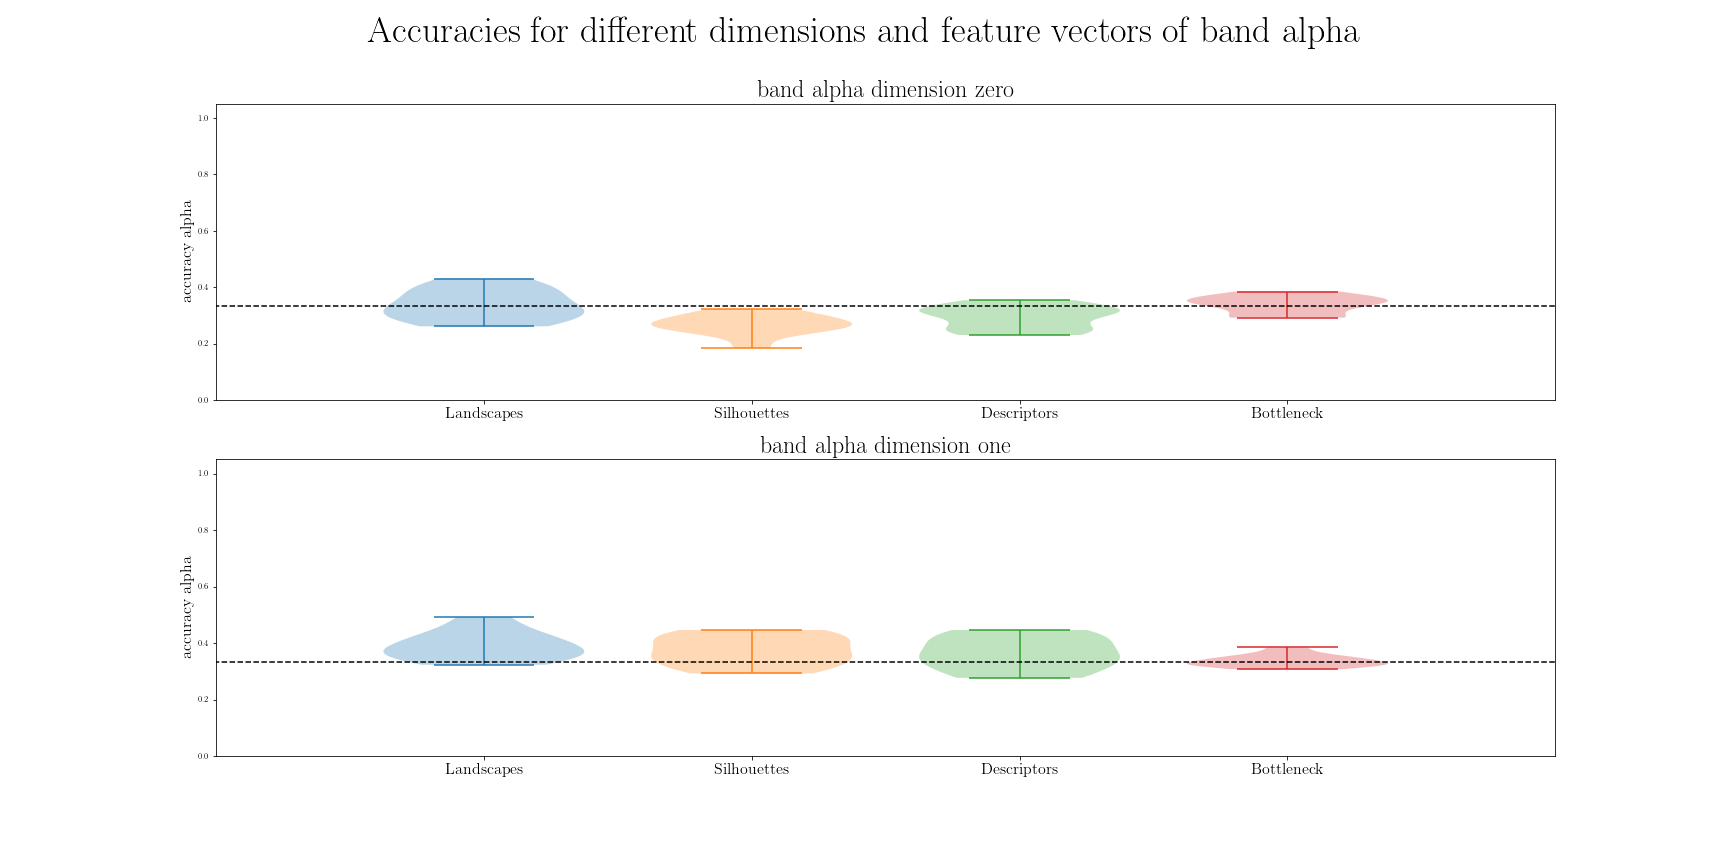 Accuracies for different dimensions and feature vectors of band alpha
band alpha dimension zero
accuracy alpha
1.0
0.8
0.6
0.4
0.2
0.0
Landscapes Silhouettes Descriptors Bottleneck
band alpha dimension one
accuracy alpha
1.0
0.8
0.6
0.4
0.2
0.0
Landscapes Silhouettes Descriptors Bottleneck